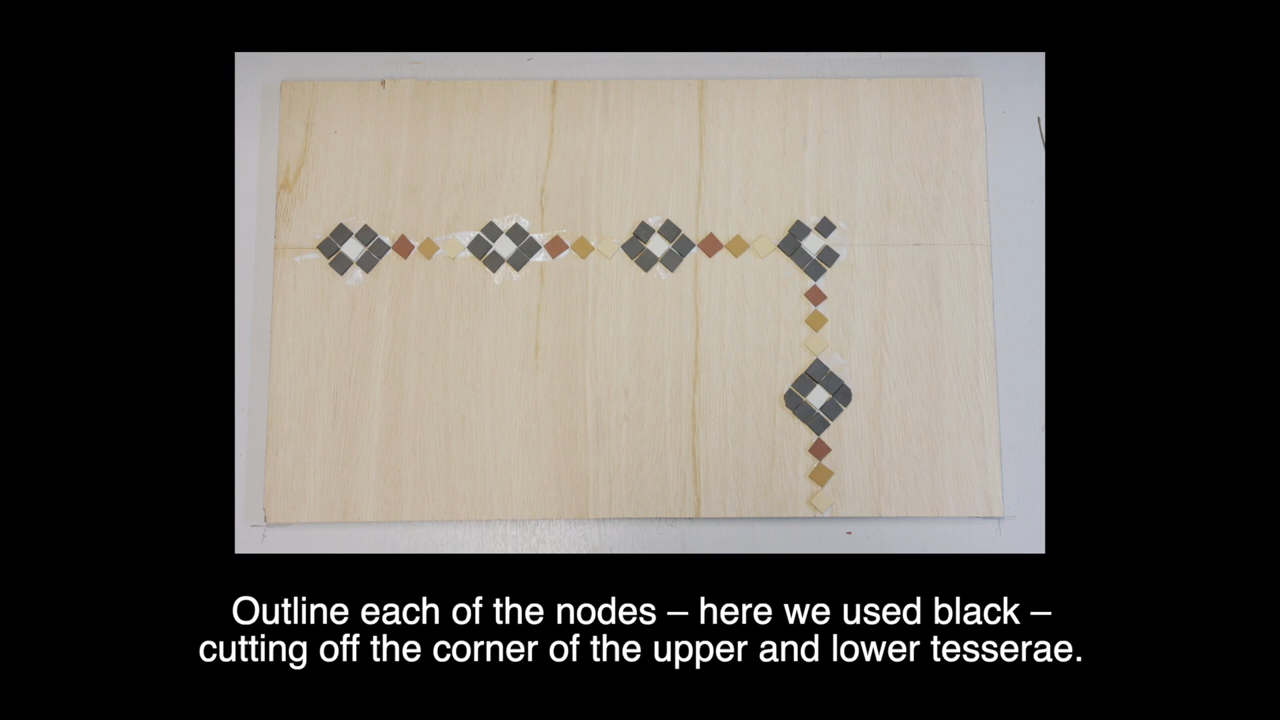 Outline each of the nodes – here we used black –
cutting off the corner of the upper and lower tesserae.